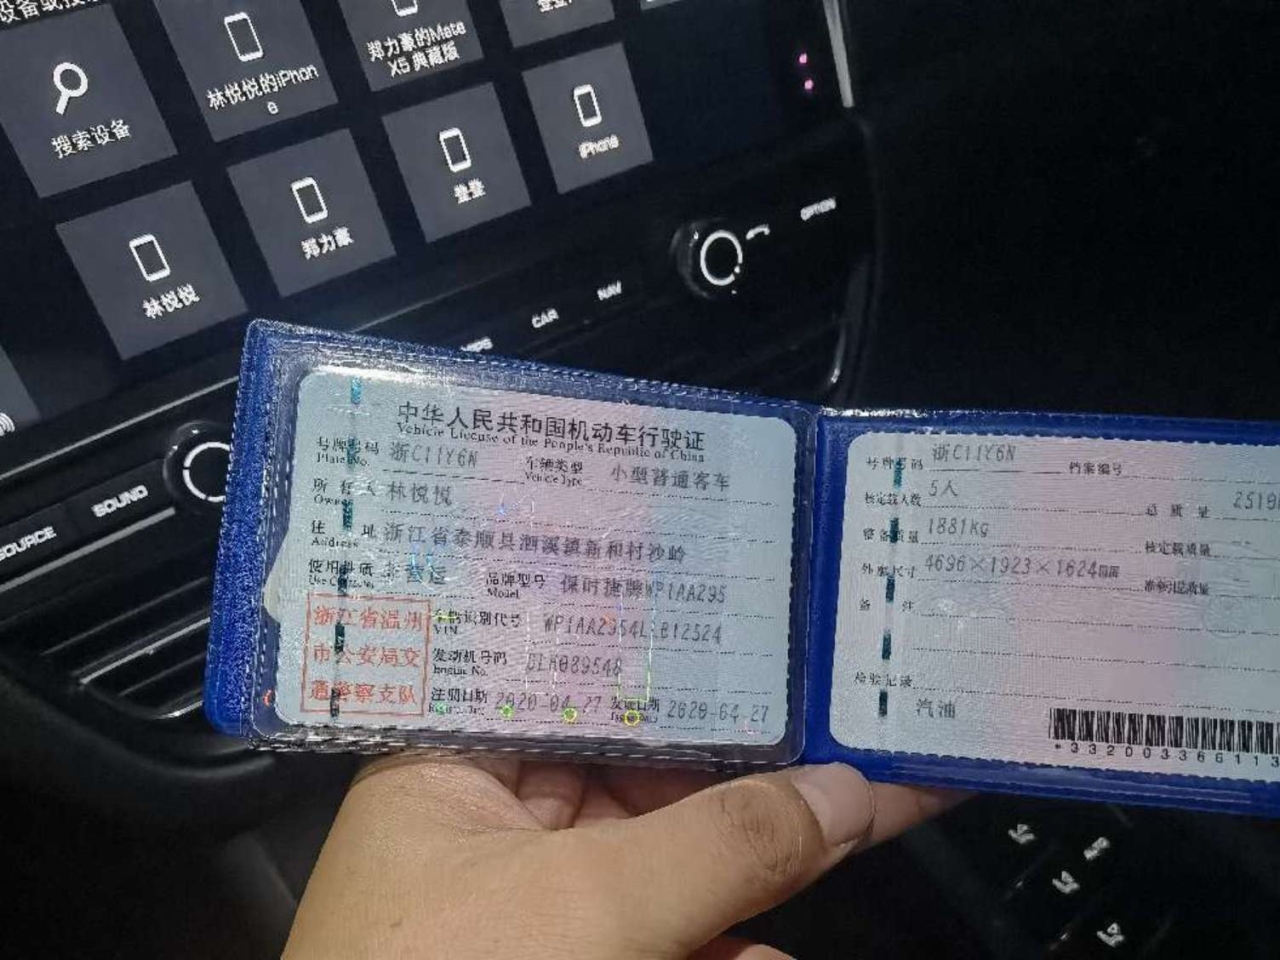 搜索设备
林悦悦的iPhon
e
郑力豪的Mate
X5 典藏版
林悦悦
郑力豪
登登
iPhone
OPTION
NAV
CAR
SOUND
SOURCE
中华人民共和国机动车行驶证
Vehicle License of the People's Republic of China
号牌号码 浙C11Y6N 车辆类型 小型普通客车
Plate No. Vehicle Type
所有人 林悦悦
Owner
住址 浙江省泰顺县泗溪镇新和村沙岭
Address
使用性质 非营运 品牌型号 保时捷牌WP1AA295
Use Character Model
浙江省温州
市公安局交
通警察支队
车辆识别代号
VIN
发动机号码
Engine No.
注册日期 2020-04-27 发证日期 2020-04-27
Register Date Issue Date
号牌号码 浙C11Y6N 档案编号
核定载人数 5人 总质量
整备质量 1881kg 核定载质量
外廓尺寸 4696×1923×1624mm 准牵引总质量
备注
检验记录
汽油